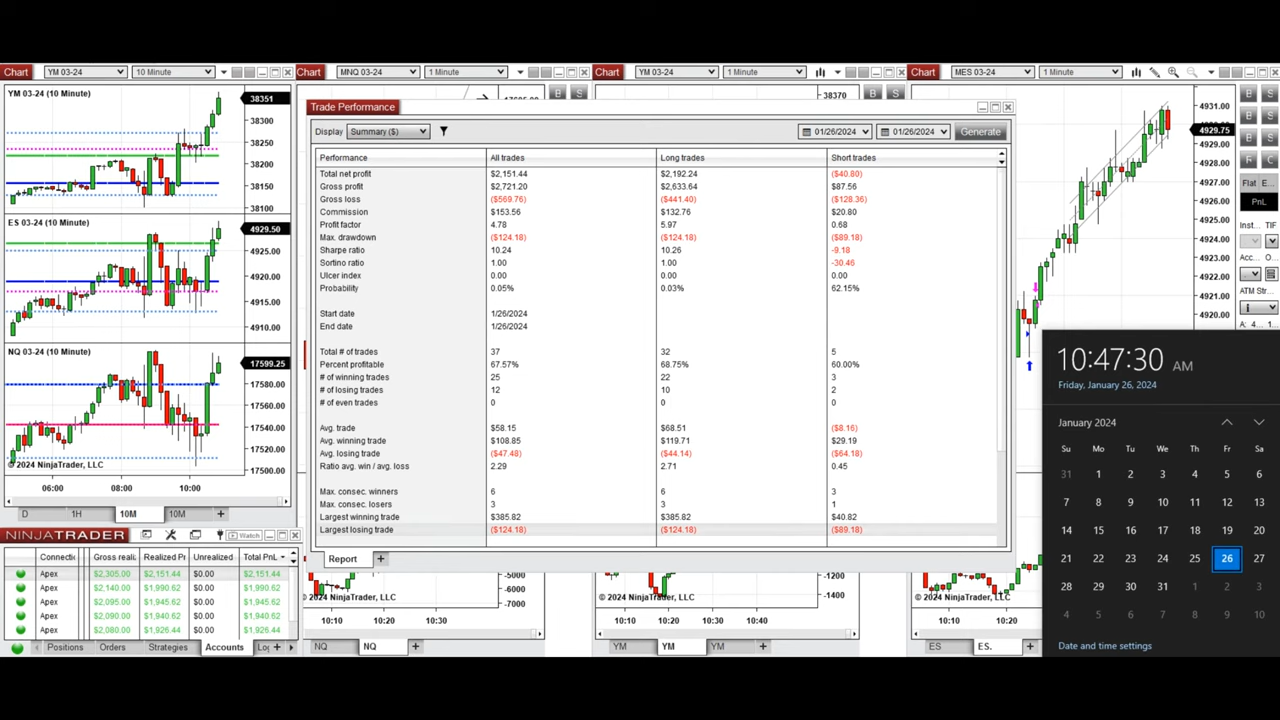 Chart YM 03-24 10 Minute
Chart MNQ 03-24 1 Minute
Chart YM 03-24 1 Minute
Chart MES 03-24 1 Minute
YM 03-24 (10 Minute)
38351
38300
38200
38150
38100
ES 03-24 (10 Minute)
4929.50
4925.00
4920.00
4915.00
4910.00
NQ 03-24 (10 Minute)
17599.25
17580.00
17560.00
17540.00
17520.00
17500.00
© 2024 NinjaTrader, LLC
06:00 08:00 10:00
D 1H 10M 10M +
B S
38370
B S
Trade Performance
Display Summary ($) 01/26/2024 01/26/2024 Generate
Performance All trades Long trades Short trades
Total net profit $2,151.44 $2,192.24 ($40.80)
Gross profit $2,721.20 $2,633.64 $87.56
Gross loss ($569.76) ($441.40) ($128.36)
Commission $153.56 $132.76 $20.80
Profit factor 4.78 5.97 0.68
Max. drawdown ($124.18) ($124.18) ($89.18)
Sharpe ratio 10.24 10.26 -9.18
Sortino ratio 1.00 1.00 -30.46
Ulcer index 0.00 0.00 0.00
Probability 0.05% 0.03% 62.15%
Start date 1/26/2024
End date 1/26/2024
Total # of trades 37 32 5
Percent profitable 67.57% 68.75% 60.00%
# of winning trades 25 22 3
# of losing trades 12 10 2
# of even trades 0 0 0
Avg. trade $58.15 $68.51 ($8.16)
Avg. winning trade $108.85 $119.71 $29.19
Avg. losing trade ($47.48) ($44.14) ($64.18)
Ratio avg. win / avg. loss 2.29 2.71 0.45
Max. consec. winners 6 6 3
Max. consec. losers 3 3 1
Largest winning trade $385.82 $385.82 $40.82
Largest losing trade ($124.18) ($124.18) ($89.18)
Report +
4931.00
4929.75
4928.00
4927.00
4925.00
4924.00
4922.00
4921.00
4920.00
B S
B S
B S
R C
Flat E...
PnL
Inst... TIF
Acc... O...
ATM Str...
A: 4... 1...
NINJATRADER Watch
Connectic Gross reali Realized Pr Unrealized Total PnL
Apex $2,305.00 $2,151.44 $0.00 $2,151.44
Apex $2,140.00 $1,990.62 $0.00 $1,990.62
Apex $2,095.00 $1,945.62 $0.00 $1,945.62
Apex $2,090.00 $1,940.62 $0.00 $1,940.62
Apex $2,080.00 $1,926.44 $0.00 $1,926.44
Positions Orders Strategies Accounts Lo +
-5000
-6000
-7000
© 2024 NinjaTrader, LLC
10:10 10:20 10:30
NQ NQ +
-1200
-1400
© 2024 NinjaTrader, LLC
10:10 10:20 10:30 10:40
YM YM YM +
© 2024 NinjaTrader, LLC
10:10 10:20
ES ES. +
10:47:30 AM
Friday, January 26, 2024
January 2024
Su Mo Tu We Th Fr Sa
31 1 2 3 4 5 6
7 8 9 10 11 12 13
14 15 16 17 18 19 20
21 22 23 24 25 26 27
28 29 30 31 1 2 3
4 5 6 7 8 9 10
Date and time settings